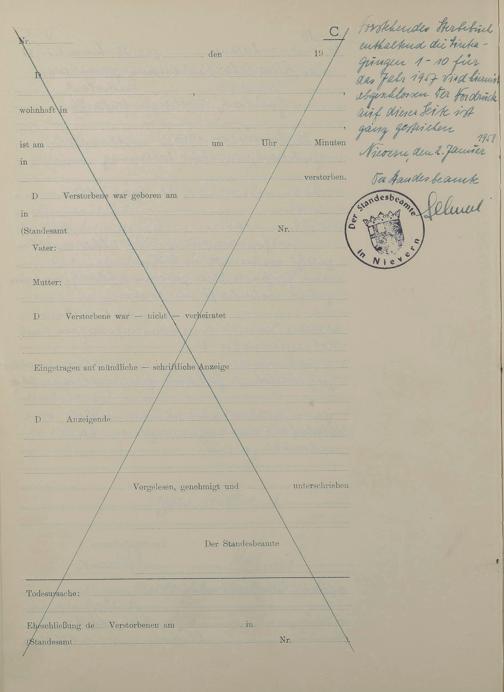 C
Nr.
den 19
D
wohnhaft in
ist am um Uhr Minuten
in
verstorben.
D Verstorbene war geboren am
in
(Standesamt Nr.
Vater:
Mutter:
D Verstorbene war — nicht — verheiratet
Eingetragen auf mündliche — schriftliche Anzeige
D Anzeigende
Vorgelesen, genehmigt und unterschrieben
Der Standesbeamte
Todesursache:
Eheschließung de Verstorbenen am in
(Standesamt Nr.
Vorstehendes Sterbebuch
enthaltend die Eintra-
gungen 1-10 für
das Jahr 1957 wird hiermit
abgeschlossen. Der Vordruck
auf dieser Seite ist
ganz gestrichen
Nievern, den 2. Januar 1958
Der Standesbeamte
Der Standesbeamte
in Nievern